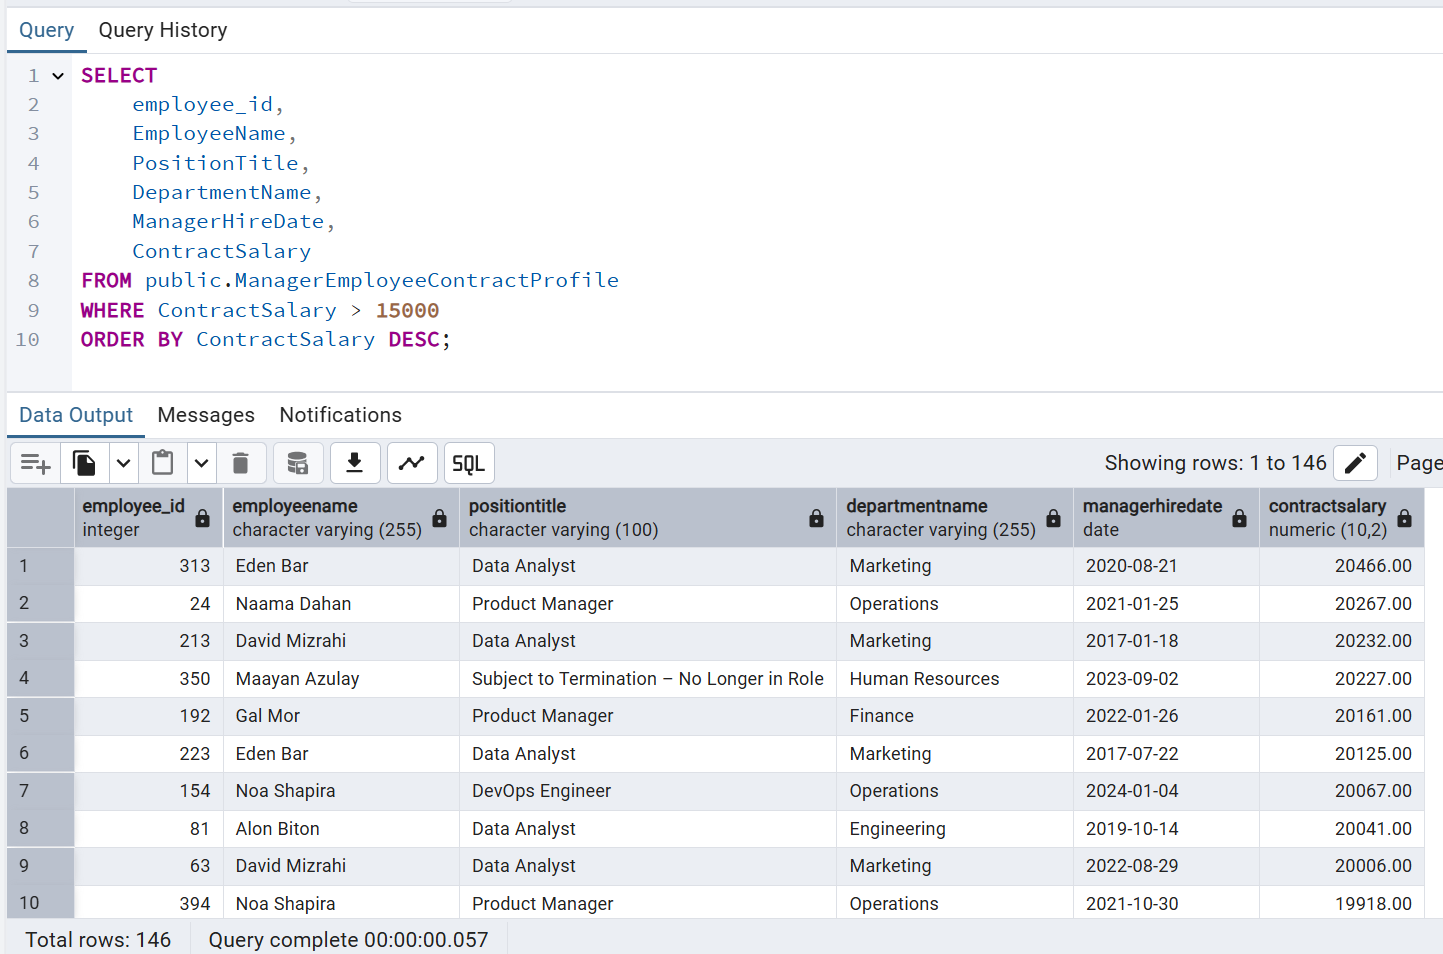 Query Query History
1 SELECT
2 employee_id,
3 EmployeeName,
4 PositionTitle,
5 DepartmentName,
6 ManagerHireDate,
7 ContractSalary
8 FROM public.ManagerEmployeeContractProfile
9 WHERE ContractSalary > 15000
10 ORDER BY ContractSalary DESC;
Data Output Messages Notifications
SQL Showing rows: 1 to 146 Page
employee_id employeename positiontitle departmentname managerhiredate contractsalary
integer character varying (255) character varying (100) character varying (255) date numeric (10,2)
1 313 Eden Bar Data Analyst Marketing 2020-08-21 20466.00
2 24 Naama Dahan Product Manager Operations 2021-01-25 20267.00
3 213 David Mizrahi Data Analyst Marketing 2017-01-18 20232.00
4 350 Maayan Azulay Subject to Termination – No Longer in Role Human Resources 2023-09-02 20227.00
5 192 Gal Mor Product Manager Finance 2022-01-26 20161.00
6 223 Eden Bar Data Analyst Marketing 2017-07-22 20125.00
7 154 Noa Shapira DevOps Engineer Operations 2024-01-04 20067.00
8 81 Alon Biton Data Analyst Engineering 2019-10-14 20041.00
9 63 David Mizrahi Data Analyst Marketing 2022-08-29 20006.00
10 394 Noa Shapira Product Manager Operations 2021-10-30 19918.00
Total rows: 146 Query complete 00:00:00.057